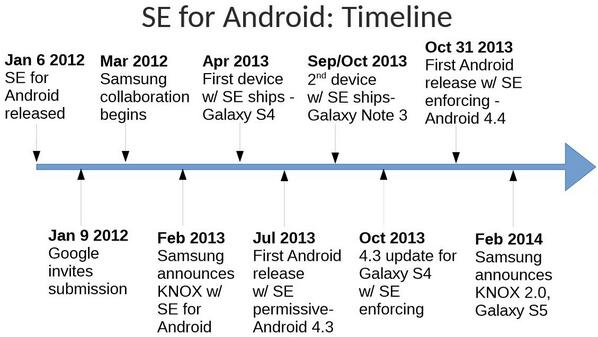 SE for Android: Timeline
Jan 6 2012
SE for
Android
released
Mar 2012
Samsung
collaboration
begins
Apr 2013
First device
w/ SE ships -
Galaxy S4
Sep/Oct 2013
2nd device
w/ SE ships-
Galaxy Note 3
Oct 31 2013
First Android
release w/ SE
enforcing -
Android 4.4
Jan 9 2012
Google
invites
submission
Feb 2013
Samsung
announces
KNOX w/
SE for
Android
Jul 2013
First Android
release
w/ SE
permissive-
Android 4.3
Oct 2013
4.3 update for
Galaxy S4
w/ SE
enforcing
Feb 2014
Samsung
announces
KNOX 2.0,
Galaxy S5